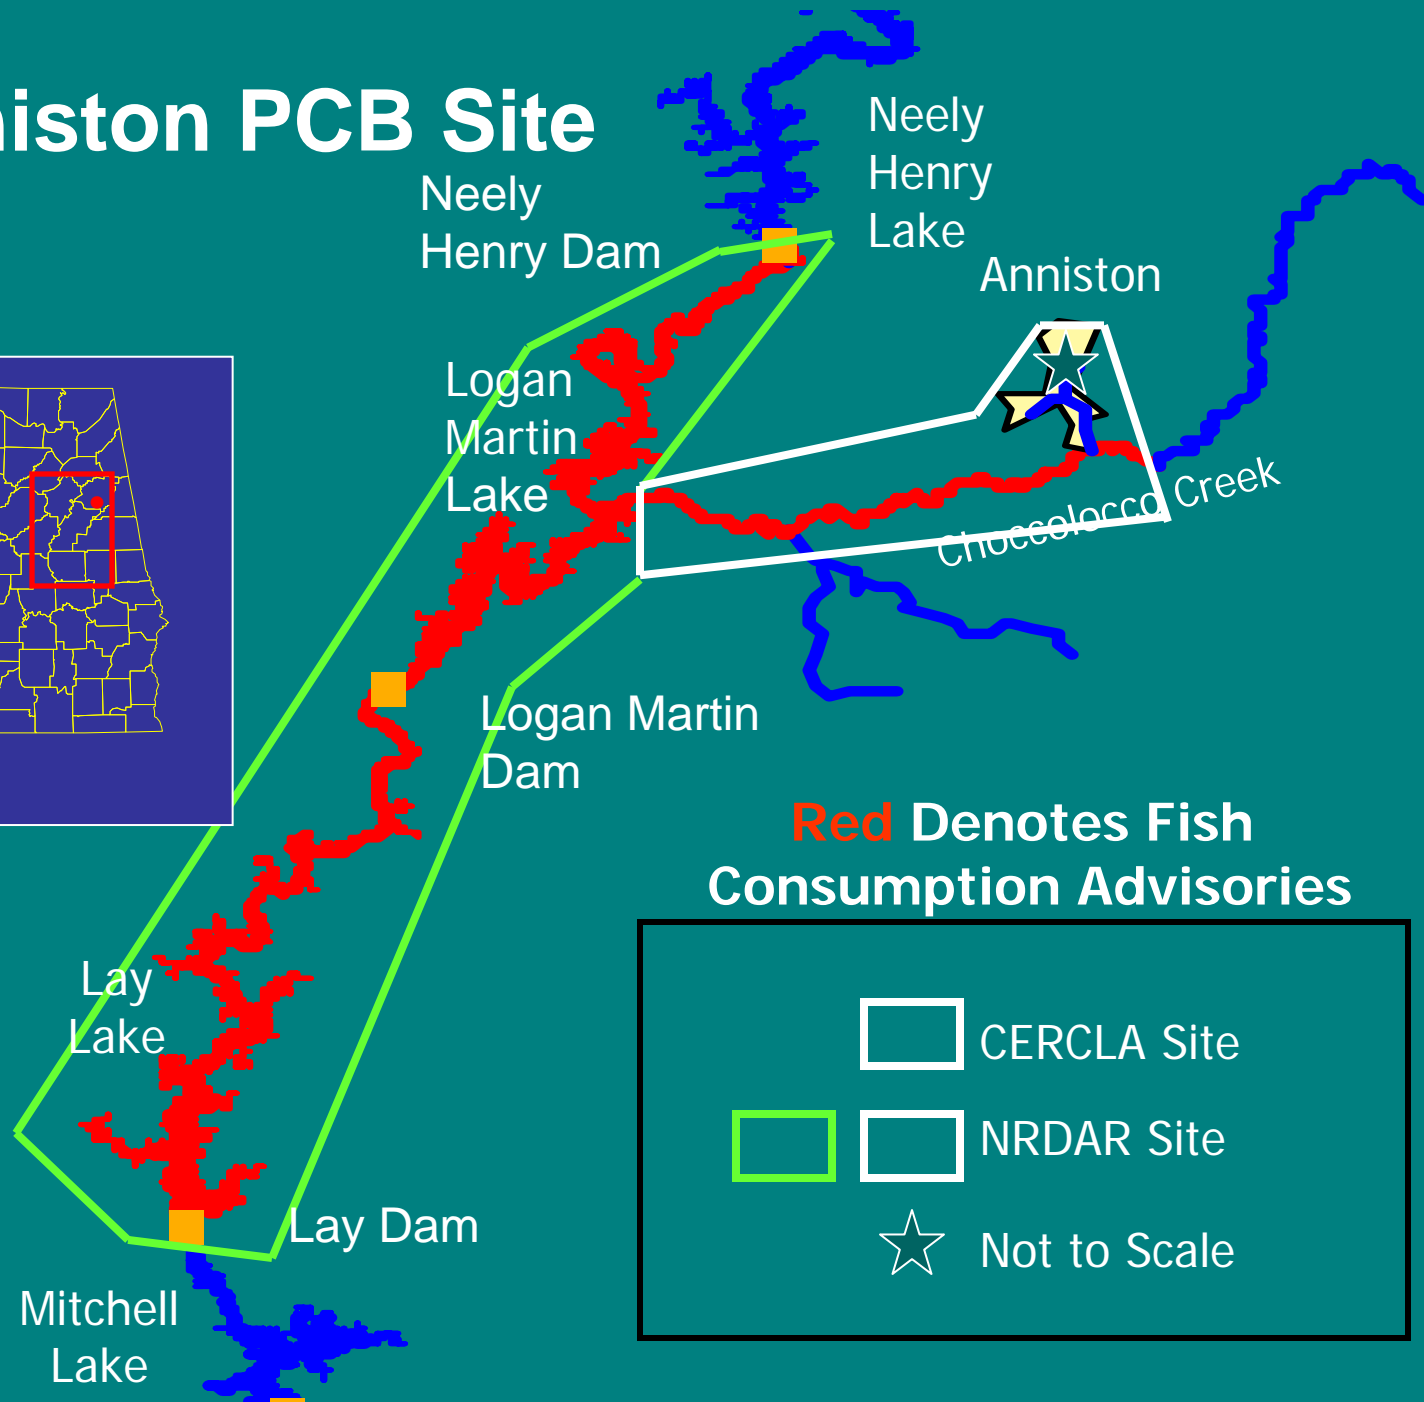 niston PCB Site
Neely
Henry Dam
Neely
Henry
Lake
Anniston
Logan
Martin
Lake
Choccolocco Creek
Logan Martin
Dam
Red Denotes Fish
Consumption Advisories
Lay
Lake
CERCLA Site
NRDAR Site
Not to Scale
Lay Dam
Mitchell
Lake